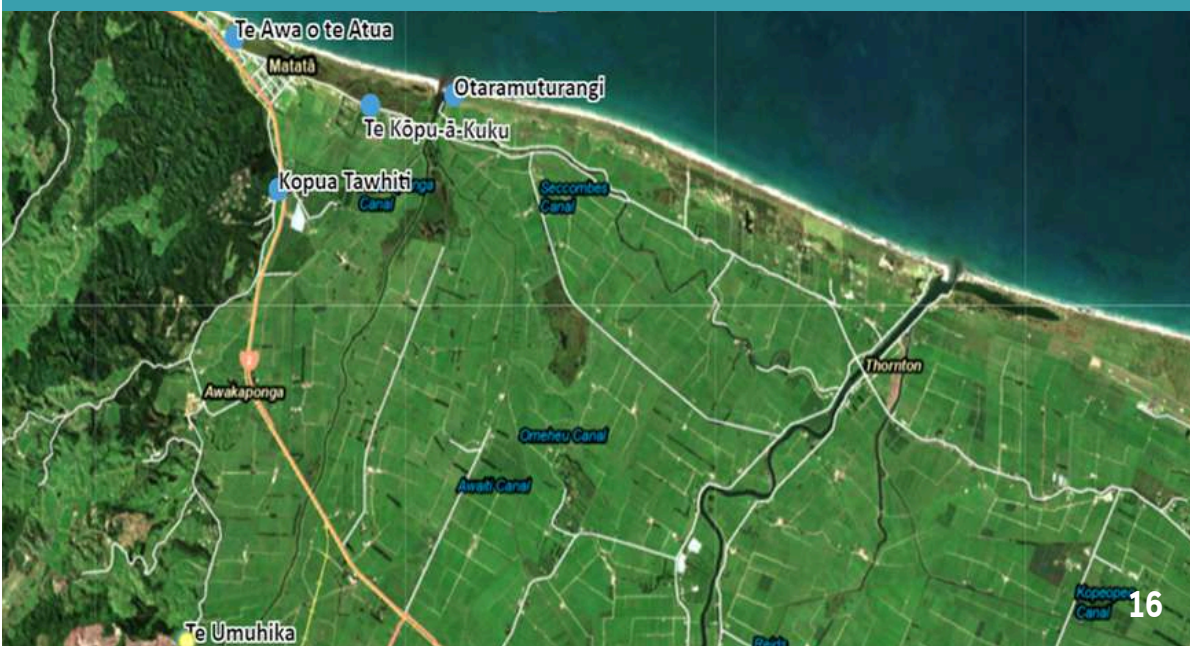 Te Awa o te Atua
Matatā
Otaramuturangi
Te Kōpu-ā-Kuku
Kopua Tawhiti
Canal
Seccombes
Canal
2
Thornton
Awakaponga
Omeheu Canal
Awaiti Canal
Canal
16
Te Umuhika